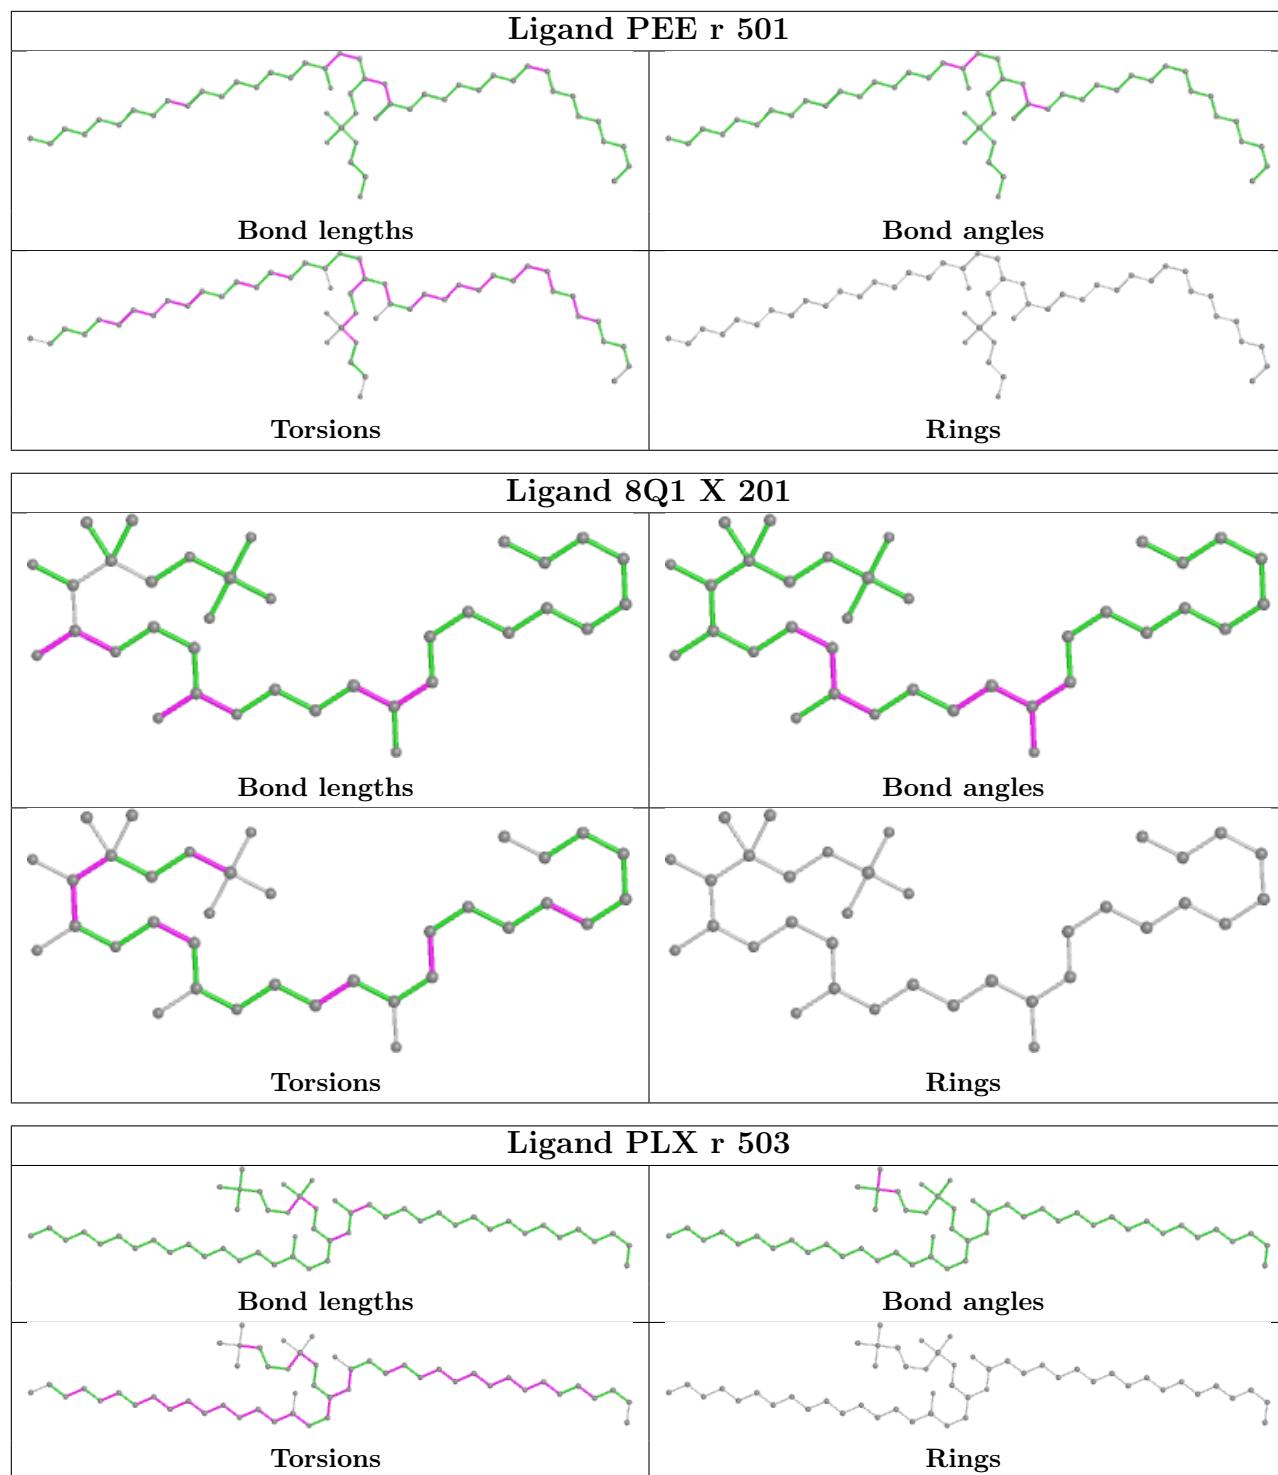 Ligand PEE r 501
Bond lengths Bond angles
Torsions Rings
Ligand 8Q1 X 201
Bond lengths Bond angles
Torsions Rings
Ligand PLX r 503
Bond lengths Bond angles
Torsions Rings